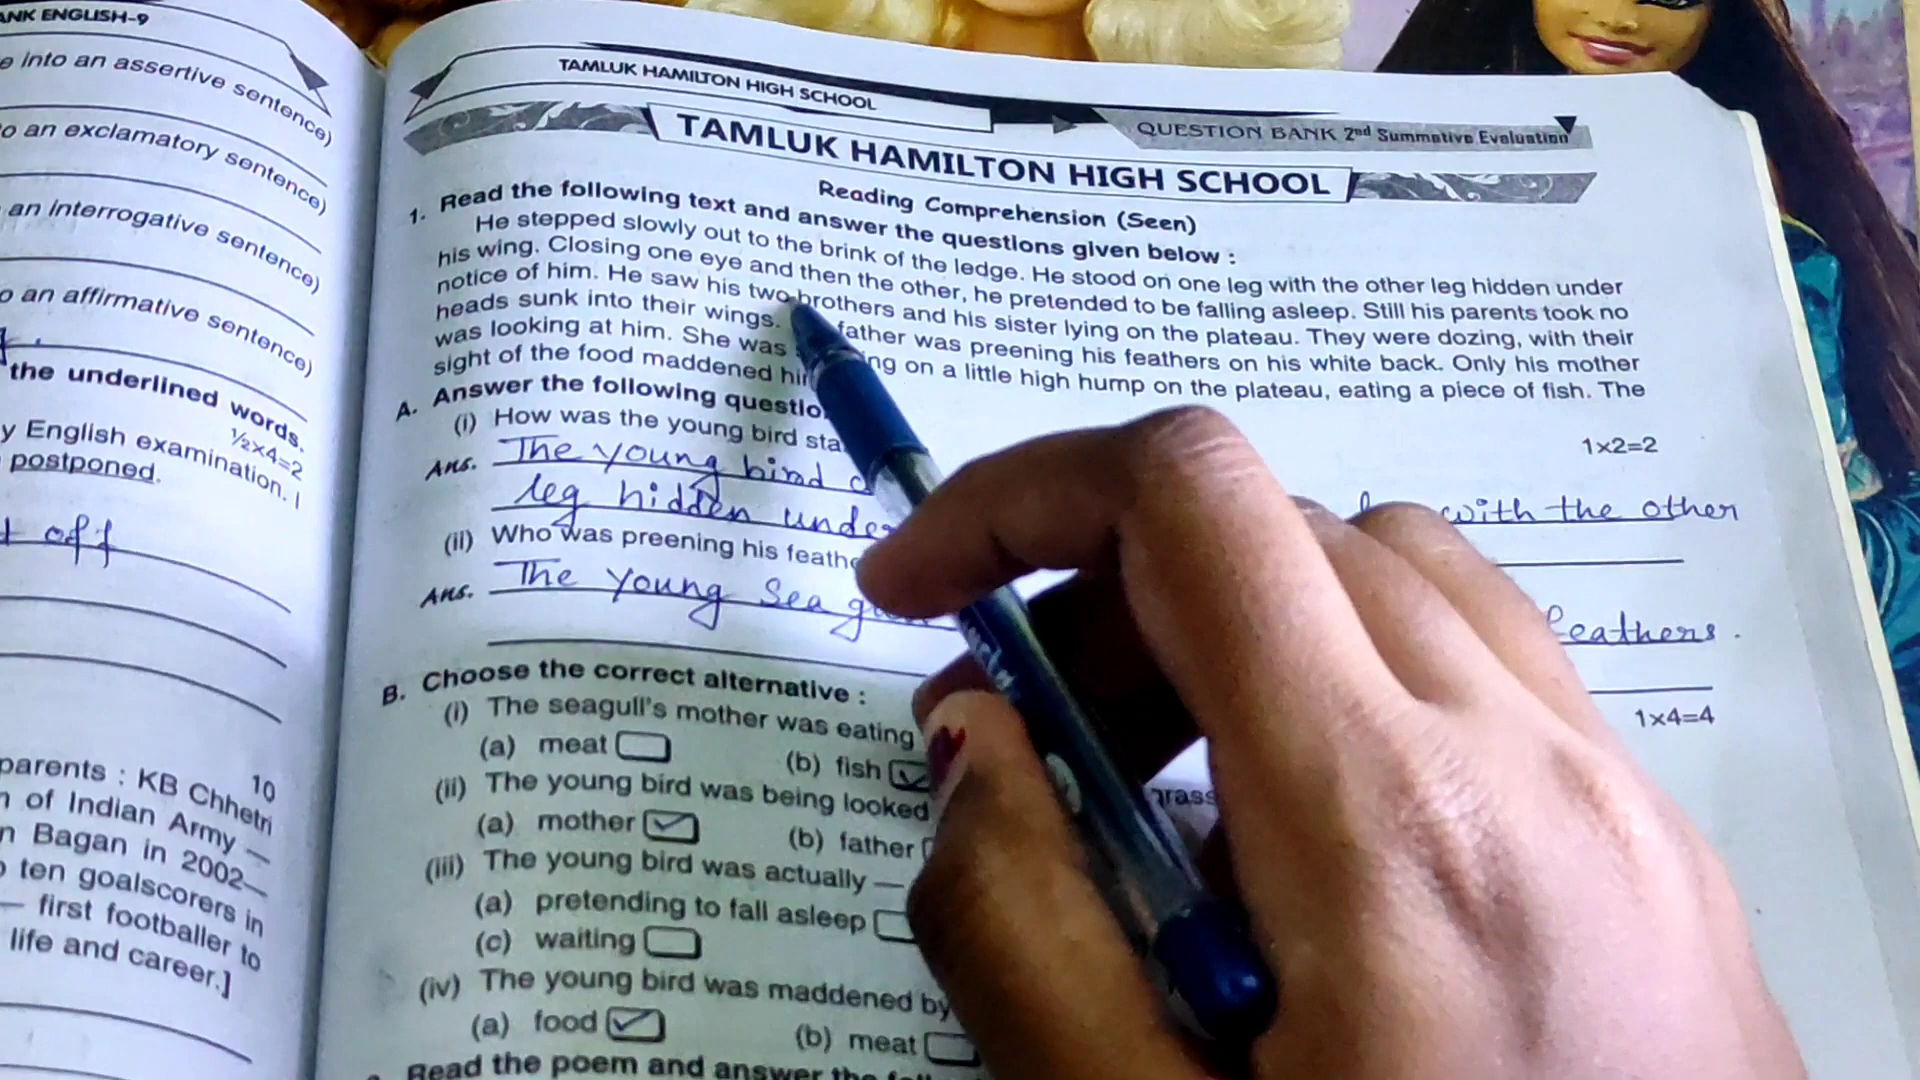 ANK ENGLISH-9
e into an assertive sentence)
o an exclamatory sentence)
an interrogative sentence)
o an affirmative sentence)
the underlined words.
½×4=2
y English examination. I
postponed.
off
10
parents : KB Chhetri
n of Indian Army —
n Bagan in 2002—
ten goalscorers in
— first footballer to
life and career.]
TAMLUK HAMILTON HIGH SCHOOL
QUESTION BANK 2nd Summative Evaluation
TAMLUK HAMILTON HIGH SCHOOL
Reading Comprehension (Seen)
1. Read the following text and answer the questions given below :
He stepped slowly out to the brink of the ledge. He stood on one leg with the other leg hidden under
his wing. Closing one eye and then the other, he pretended to be falling asleep. Still his parents took no
notice of him. He saw his two brothers and his sister lying on the plateau. They were dozing, with their
heads sunk into their wings. father was preening his feathers on his white back. Only his mother
was looking at him. She was ng on a little high hump on the plateau, eating a piece of fish. The
sight of the food maddened hi
A. Answer the following questio
1×2=2
(i) How was the young bird sta
Ans. The young bird with the other
leg hidden unde
(ii) Who was preening his feathe
Ans. The young Sea feathers.
B. Choose the correct alternative :
1×4=4
(i) The seagull's mother was eating
(a) meat (b) fish grass
(ii) The young bird was being looked
(a) mother (b) father
(iii) The young bird was actually —
(a) pretending to fall asleep
(c) waiting
(iv) The young bird was maddened by
(a) food (b) meat
Read the poem and answer the